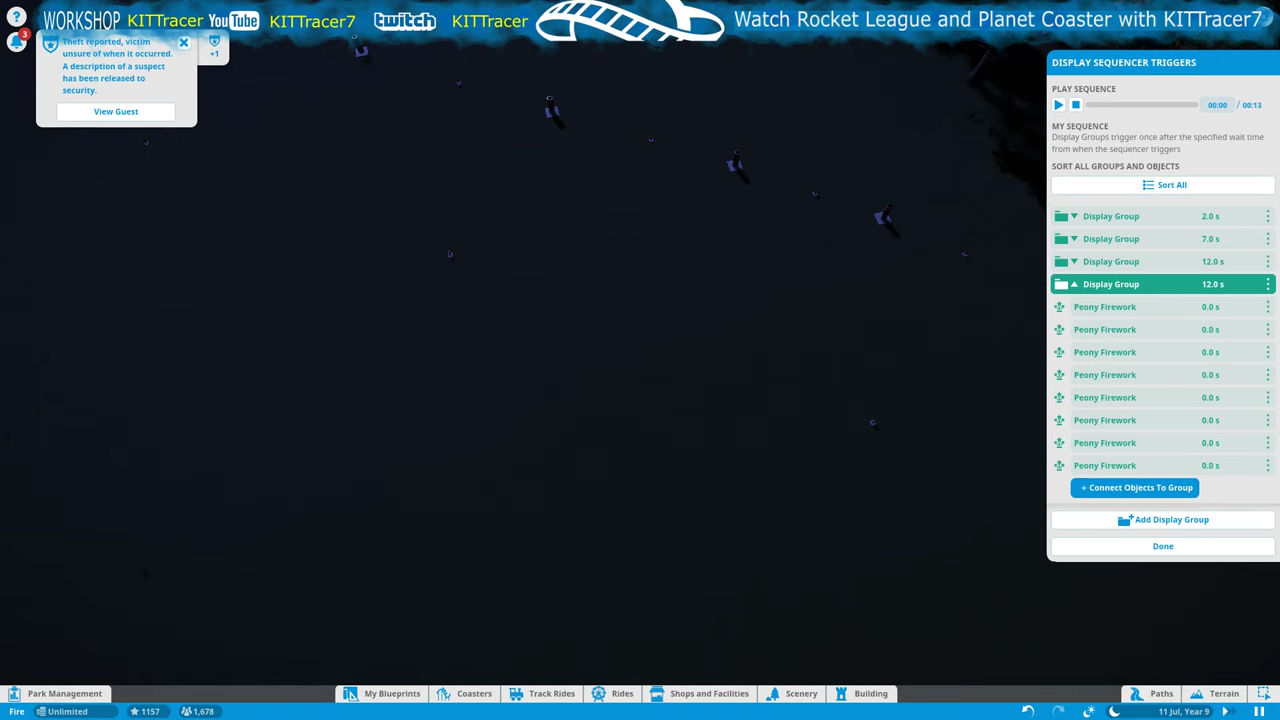 WORKSHOP KITTracer YouTube KITTracer7 twitch KITTracer Watch Rocket League and Planet Coaster with KITTracer7
?
3
Theft reported, victim
unsure of when it occurred.
A description of a suspect
has been released to
security.
+1
View Guest
DISPLAY SEQUENCER TRIGGERS
PLAY SEQUENCE
00:00 / 00:13
MY SEQUENCE
Display Groups trigger once after the specified wait time
from when the sequencer triggers
SORT ALL GROUPS AND OBJECTS
Sort All
Display Group 2.0 s
Display Group 7.0 s
Display Group 12.0 s
Display Group 12.0 s
Peony Firework 0.0 s
Peony Firework 0.0 s
Peony Firework 0.0 s
Peony Firework 0.0 s
Peony Firework 0.0 s
Peony Firework 0.0 s
Peony Firework 0.0 s
Peony Firework 0.0 s
+ Connect Objects To Group
Add Display Group
Done
Park Management My Blueprints Coasters Track Rides Rides Shops and Facilities Scenery Building Paths Terrain
Fire Unlimited 1157 1,678 11 Jul, Year 9